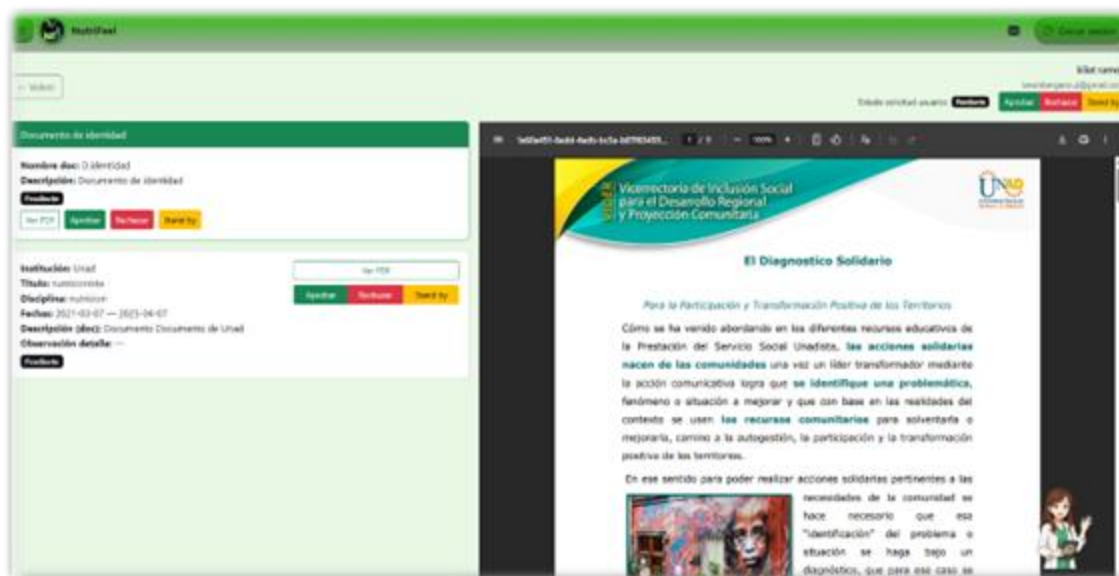 NutriFeel
Cerrar sesión
← Volver
Estado solicitud usuario: Pendiente Aprobar Rechazar Stand by
Documento de identidad
Nombre doc: D.identidad
Descripción: Documento de identidad
Pendiente
Ver PDF Aprobar Rechazar Stand by
Institución: Unad
Título: nutricionista
Disciplina: nutricion
Descripción (doc): Documento Documento de Unad
Observación detalle: —
Pendiente
Ver PDF
Aprobar Rechazar Stand by
100%
VIDER
Vicerrectoría de Inclusión Social
para el Desarrollo Regional
y Proyección Comunitaria
UNAD
El Diagnostico Solidario
Para la Participación y Transformación Positiva de los Territorios
Cómo se ha venido abordando en los diferentes recursos educativos de
la Prestación del Servicio Social Unadista, las acciones solidarias
nacen de las comunidades una vez un líder transformador mediante
la acción comunicativa logra que se identifique una problemática,
fenómeno o situación a mejorar y que con base en las realidades del
contexto se usen los recursos comunitarios para solventarla o
mejorarla, camino a la autogestión, la participación y la transformación
positiva de los territorios.
En ese sentido para poder realizar acciones solidarias pertinentes a las
necesidades de la comunidad se
hace necesario que esa
"identificación" del problema o
situación se haga bajo un
diagnóstico, que para ese caso se